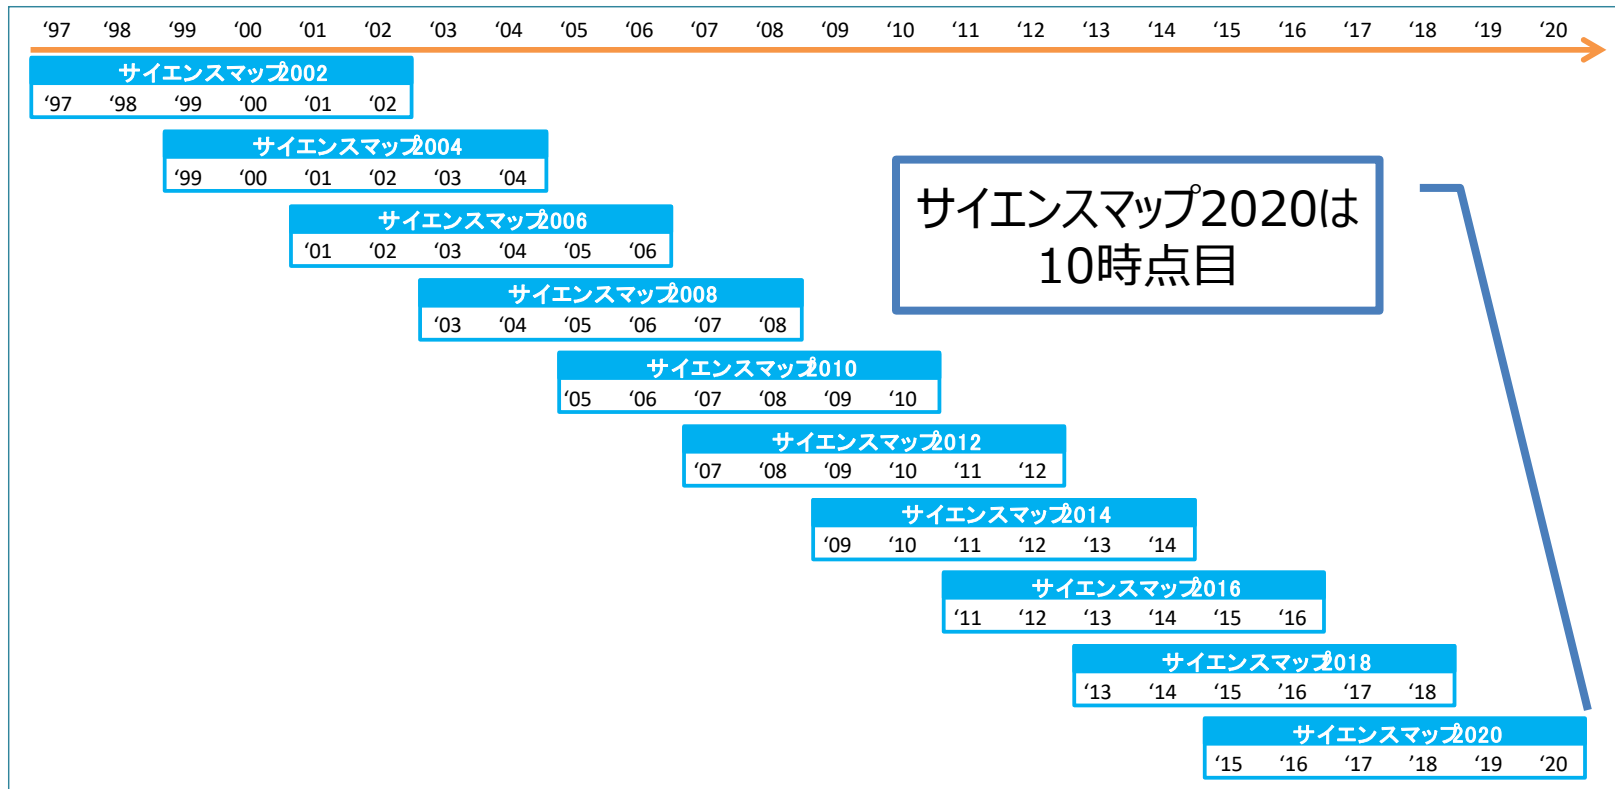 ‘97 ‘98 ‘99 ‘00 ‘01 ‘02 ‘03 ‘04 ‘05 ‘06 ‘07 ‘08 ‘09 ‘10 ‘11 ‘12 ‘13 ‘14 ‘15 ‘16 ‘17 ‘18 ‘19 ‘20
サイエンスマップ2002
‘97 ‘98 ‘99 ‘00 ‘01 ‘02
サイエンスマップ2004
‘99 ‘00 ‘01 ‘02 ‘03 ‘04
サイエンスマップ2006
‘01 ‘02 ‘03 ‘04 ‘05 ‘06
サイエンスマップ2008
‘03 ‘04 ‘05 ‘06 ‘07 ‘08
サイエンスマップ2010
‘05 ‘06 ‘07 ‘08 ‘09 ‘10
サイエンスマップ2012
‘07 ‘08 ‘09 ‘10 ‘11 ‘12
サイエンスマップ2014
‘09 ‘10 ‘11 ‘12 ‘13 ‘14
サイエンスマップ2016
‘11 ‘12 ‘13 ‘14 ‘15 ‘16
サイエンスマップ2018
‘13 ‘14 ‘15 ’16 ‘17 ‘18
サイエンスマップ2020
‘15 ‘16 ‘17 ’18 ‘19 ‘20
サイエンスマップ2020は
10時点目